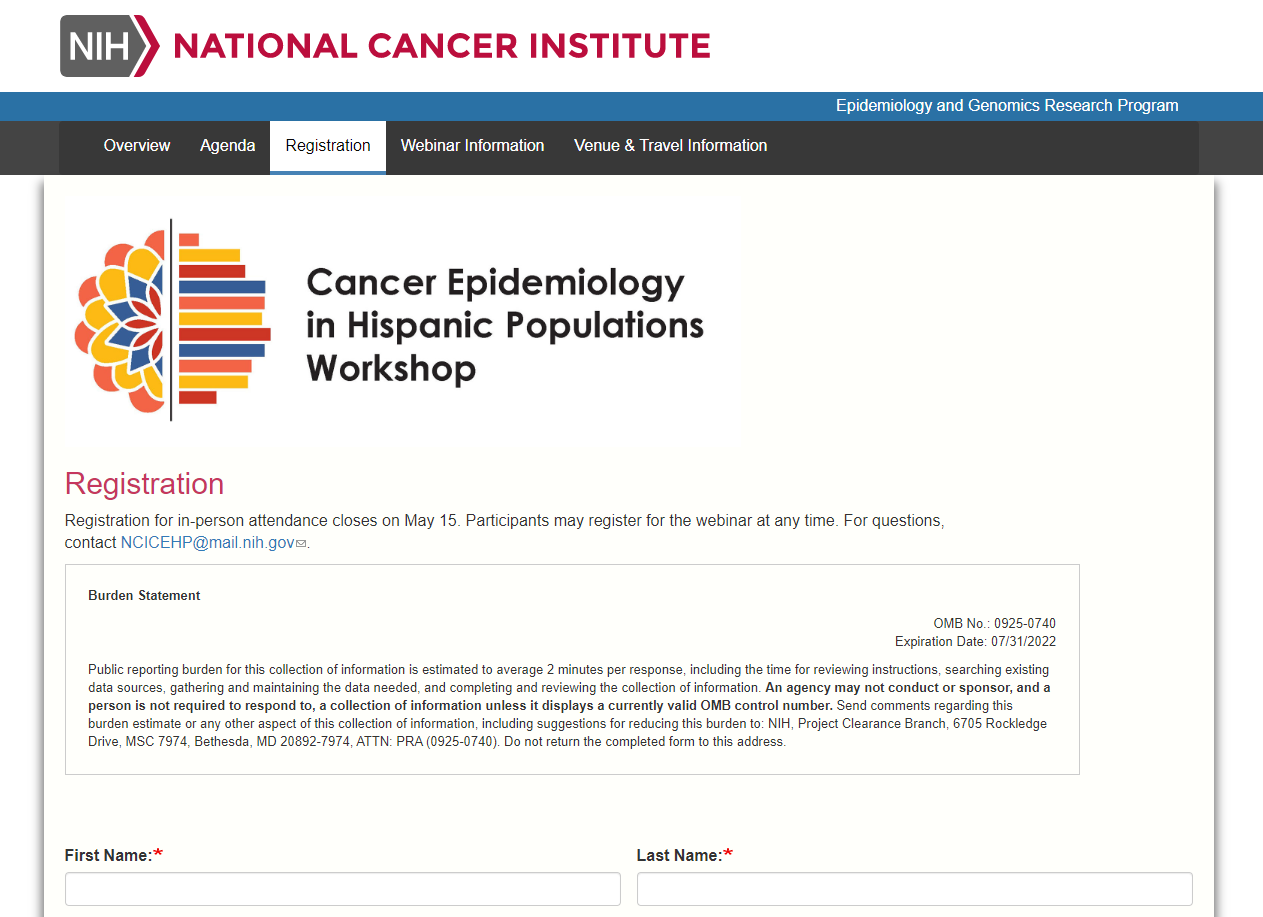 NIH NATIONAL CANCER INSTITUTE
Epidemiology and Genomics Research Program
Overview Agenda Registration Webinar Information Venue & Travel Information
Cancer Epidemiology
in Hispanic Populations
Workshop
Registration
Registration for in-person attendance closes on May 15. Participants may register for the webinar at any time. For questions,
contact NCICEHP@mail.nih.gov.
Burden Statement
OMB No.: 0925-0740
Expiration Date: 07/31/2022
Public reporting burden for this collection of information is estimated to average 2 minutes per response, including the time for reviewing instructions, searching existing
data sources, gathering and maintaining the data needed, and completing and reviewing the collection of information. An agency may not conduct or sponsor, and a
person is not required to respond to, a collection of information unless it displays a currently valid OMB control number. Send comments regarding this
burden estimate or any other aspect of this collection of information, including suggestions for reducing this burden to: NIH, Project Clearance Branch, 6705 Rockledge
Drive, MSC 7974, Bethesda, MD 20892-7974, ATTN: PRA (0925-0740). Do not return the completed form to this address.
First Name:* Last Name:*